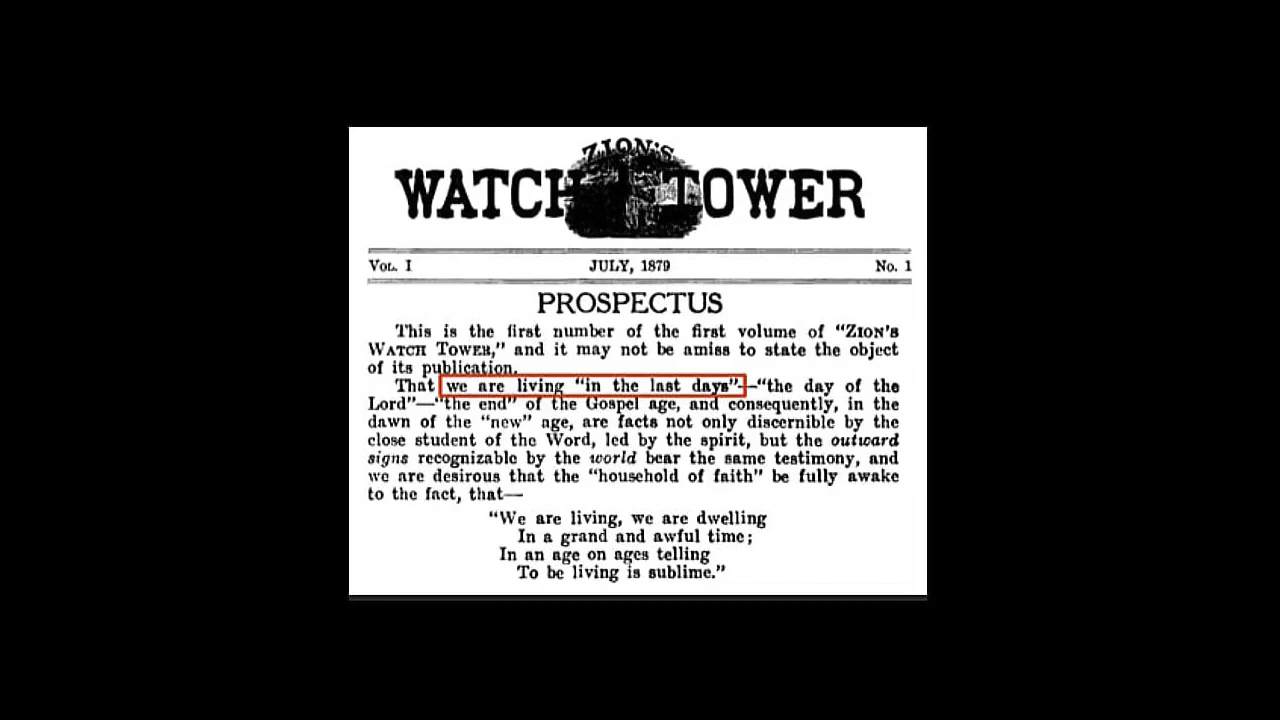 ZION'S
WATCH TOWER
VOL. I JULY, 1879 No. 1
PROSPECTUS
This is the first number of the first volume of "ZION'S
WATCH TOWER," and it may not be amiss to state the object
of its publication.
That we are living "in the last days"—"the day of the
Lord"—"the end" of the Gospel age, and consequently, in the
dawn of the "new" age, are facts not only discernible by the
close student of the Word, led by the spirit, but the outward
signs recognizable by the world bear the same testimony, and
we are desirous that the "household of faith" be fully awake
to the fact, that—
"We are living, we are dwelling
In a grand and awful time;
In an age on ages telling
To be living is sublime."